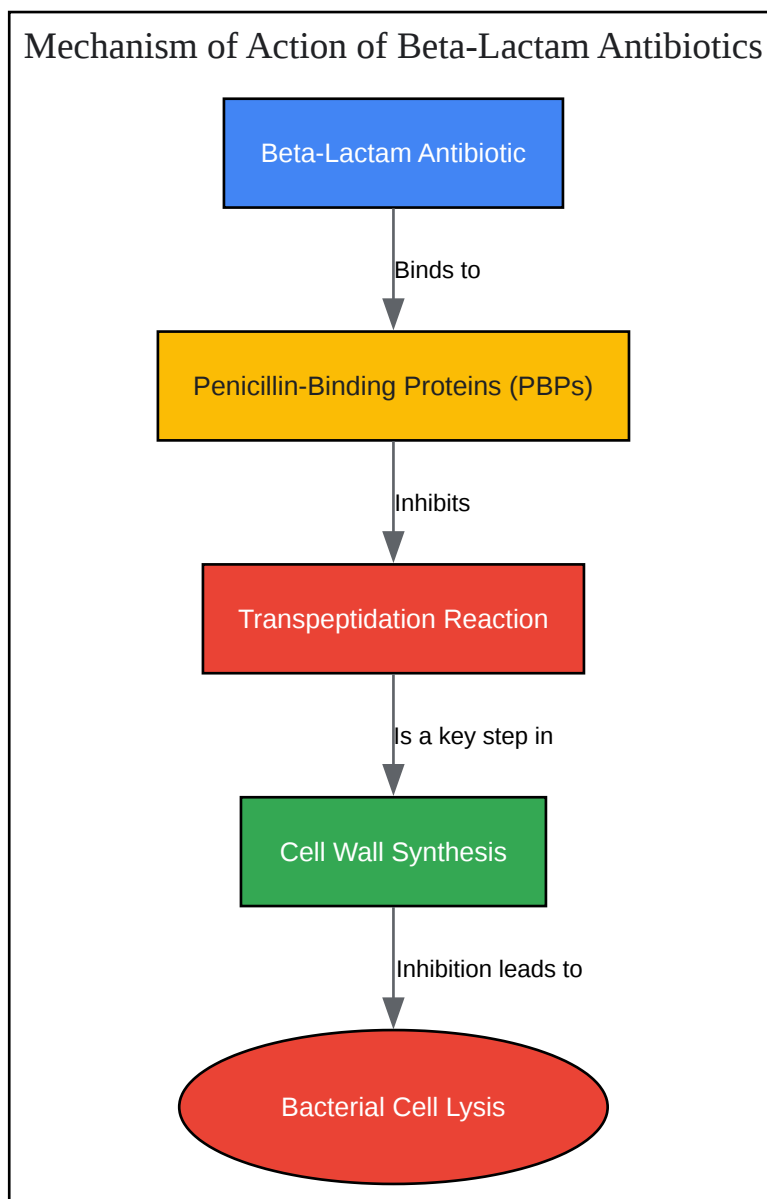 Mechanism of Action of Beta-Lactam Antibiotics
Beta-Lactam Antibiotic
Binds to
Penicillin-Binding Proteins (PBPs)
Inhibits
Transpeptidation Reaction
Is a key step in
Cell Wall Synthesis
Inhibition leads to
Bacterial Cell Lysis